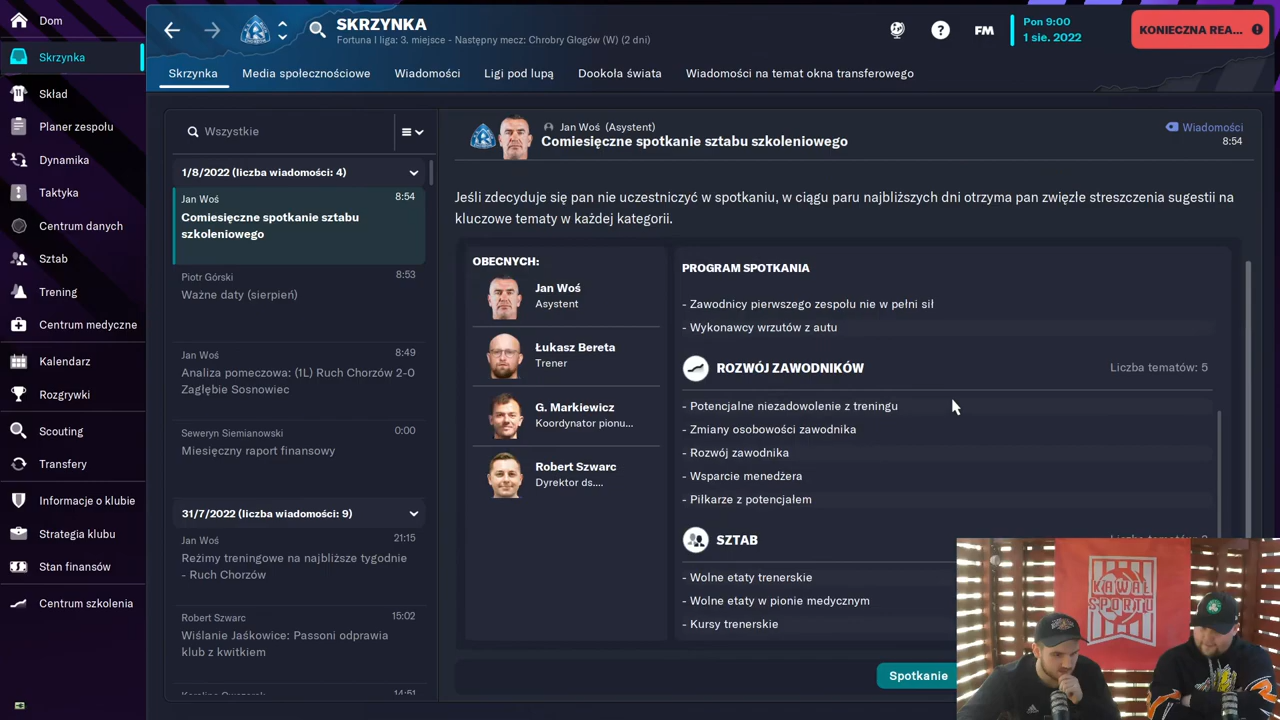 Dom
Skrzynka
Skład
Planer zespołu
Dynamika
Taktyka
Centrum danych
Sztab
Trening
Centrum medyczne
Kalendarz
Rozgrywki
Scouting
Transfery
Informacje o klubie
Strategia klubu
Stan finansów
Centrum szkolenia
SKRZYNKA
Fortuna I liga: 3. miejsce - Następny mecz: Chrobry Głogów (W) (2 dni)
FM
Pon 9:00
1 sie. 2022
KONIECZNA REA...
Skrzynka
Media społecznościowe
Wiadomości
Ligi pod lupą
Dookoła świata
Wiadomości na temat okna transferowego
Wszystkie
1/8/2022 (liczba wiadomości: 4)
Jan Woś 8:54
Comiesięczne spotkanie sztabu
szkoleniowego
Piotr Górski 8:53
Ważne daty (sierpień)
Jan Woś 8:49
Analiza pomeczowa: (1L) Ruch Chorzów 2-0
Zagłębie Sosnowiec
Seweryn Siemianowski 0:00
Miesięczny raport finansowy
31/7/2022 (liczba wiadomości: 9)
Jan Woś 21:15
Reżimy treningowe na najbliższe tygodnie
- Ruch Chorzów
Robert Szwarc 15:02
Wiślanie Jaśkowice: Passoni odprawia
klub z kwitkiem
14:51
Jan Woś (Asystent)
Comiesięczne spotkanie sztabu szkoleniowego
Wiadomości
8:54
Jeśli zdecyduje się pan nie uczestniczyć w spotkaniu, w ciągu paru najbliższych dni otrzyma pan zwięzłe streszczenia sugestii na
kluczowe tematy w każdej kategorii.
OBECNYCH:
Jan Woś
Asystent
Łukasz Bereta
Trener
G. Markiewicz
Koordynator pionu...
Robert Szwarc
Dyrektor ds....
PROGRAM SPOTKANIA
- Zawodnicy pierwszego zespołu nie w pełni sił
- Wykonawcy wrzutów z autu
ROZWÓJ ZAWODNIKÓW
Liczba tematów: 5
- Potencjalne niezadowolenie z treningu
- Zmiany osobowości zawodnika
- Rozwój zawodnika
- Wsparcie menedżera
- Piłkarze z potencjałem
SZTAB
- Wolne etaty trenerskie
- Wolne etaty w pionie medycznym
- Kursy trenerskie
Spotkanie
KAWAŁ
SPORTU